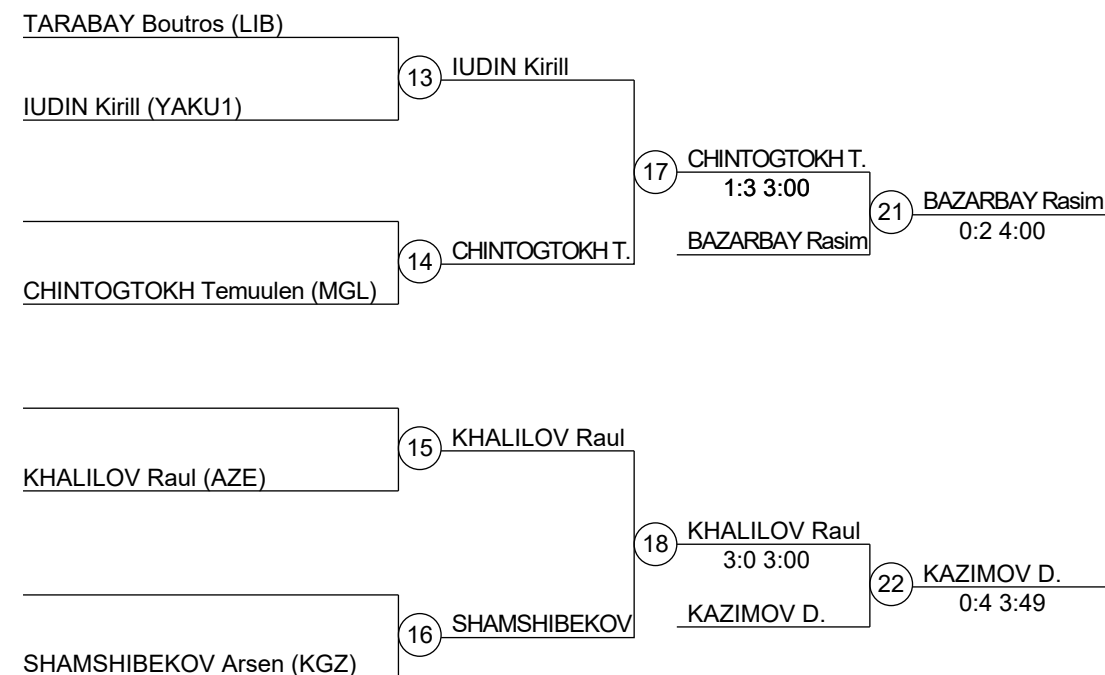 TARABAY Boutros (LIB)
13
IUDIN Kirill
IUDIN Kirill (YAKU1)
17
CHINTOGTOKH T.
1:3 3:00
21
BAZARBAY Rasim
0:2 4:00
BAZARBAY Rasim
14
CHINTOGTOKH T.
CHINTOGTOKH Temuulen (MGL)
15
KHALILOV Raul
KHALILOV Raul (AZE)
18
KHALILOV Raul
3:0 3:00
22
KAZIMOV D.
0:4 3:49
KAZIMOV D.
16
SHAMSHIBEKOV
SHAMSHIBEKOV Arsen (KGZ)